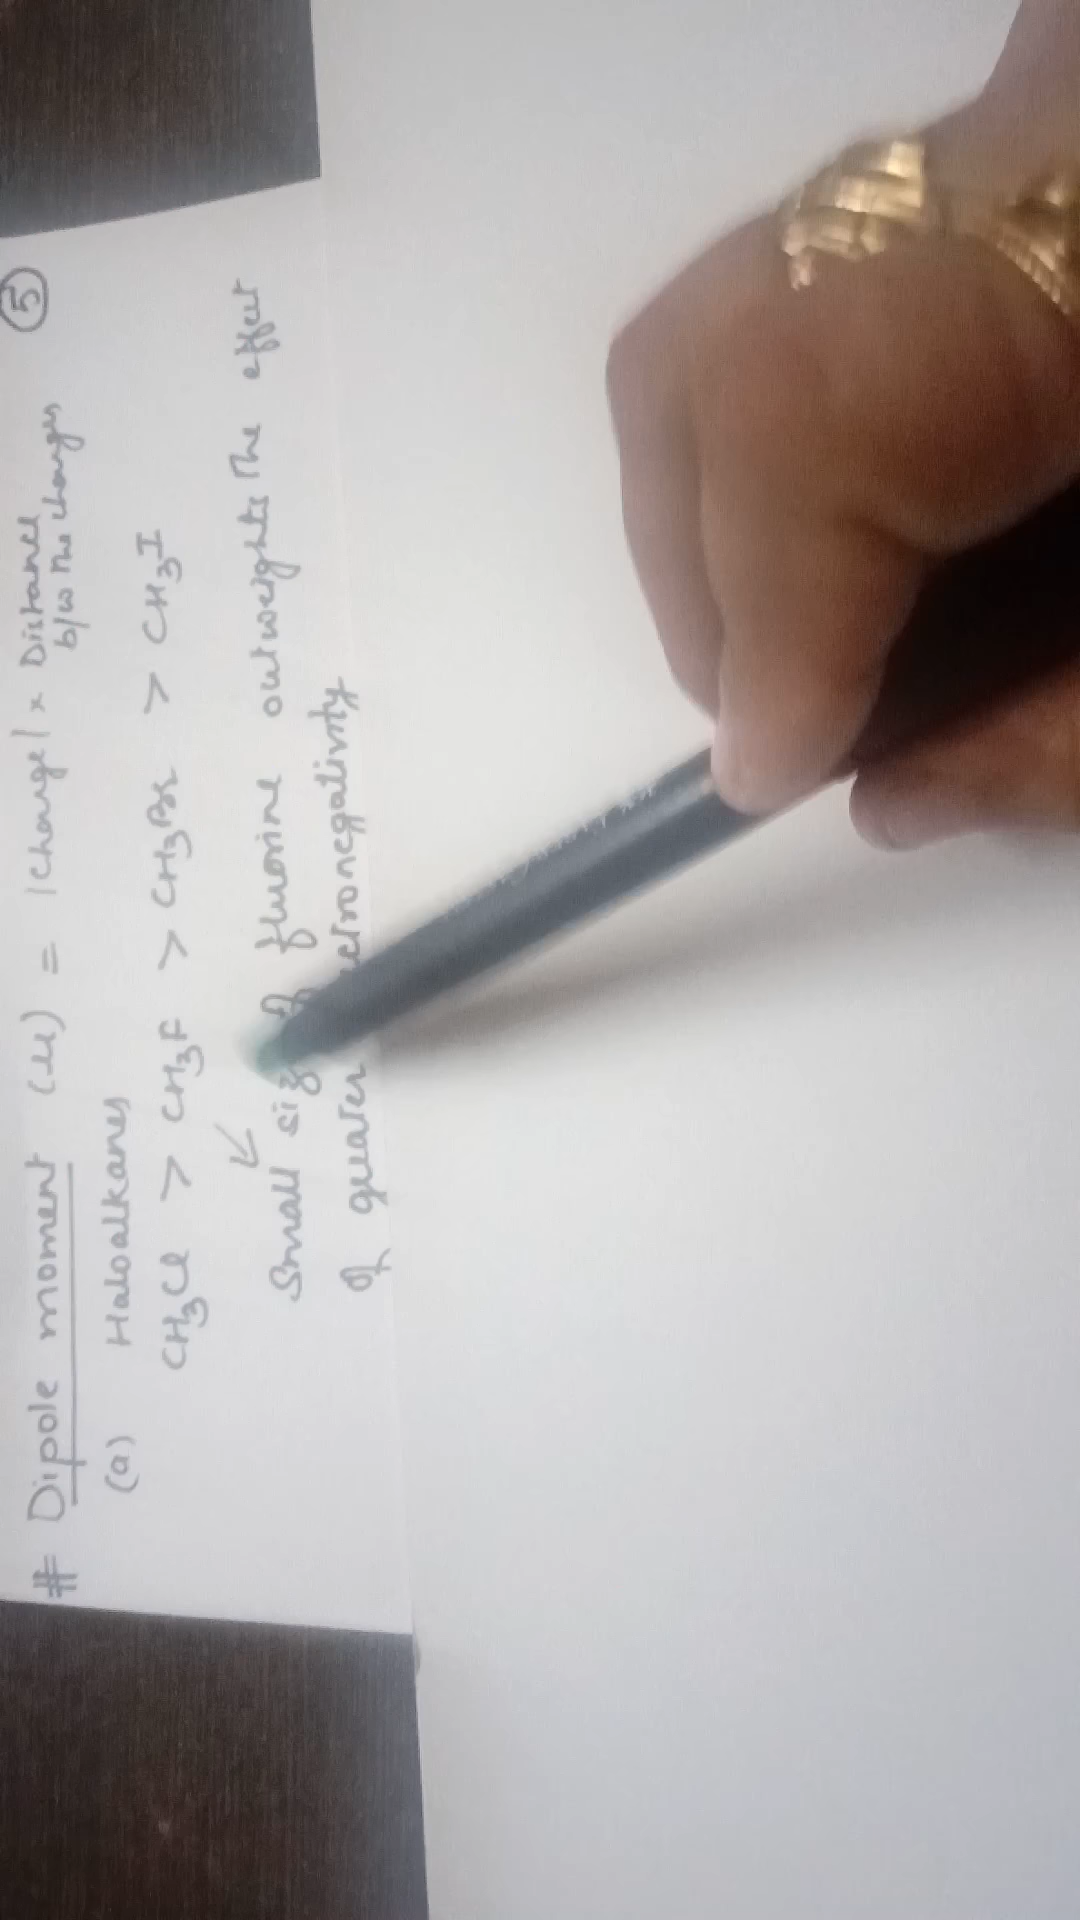 # Dipole moment (μ) = |Charge| × Distance
b/w the charges
5
(a) Haloalkanes
CH3Cl > CH3F > CH3Br > CH3I
↙
Small size of fluorine outweights the effect
of greater electronegativity